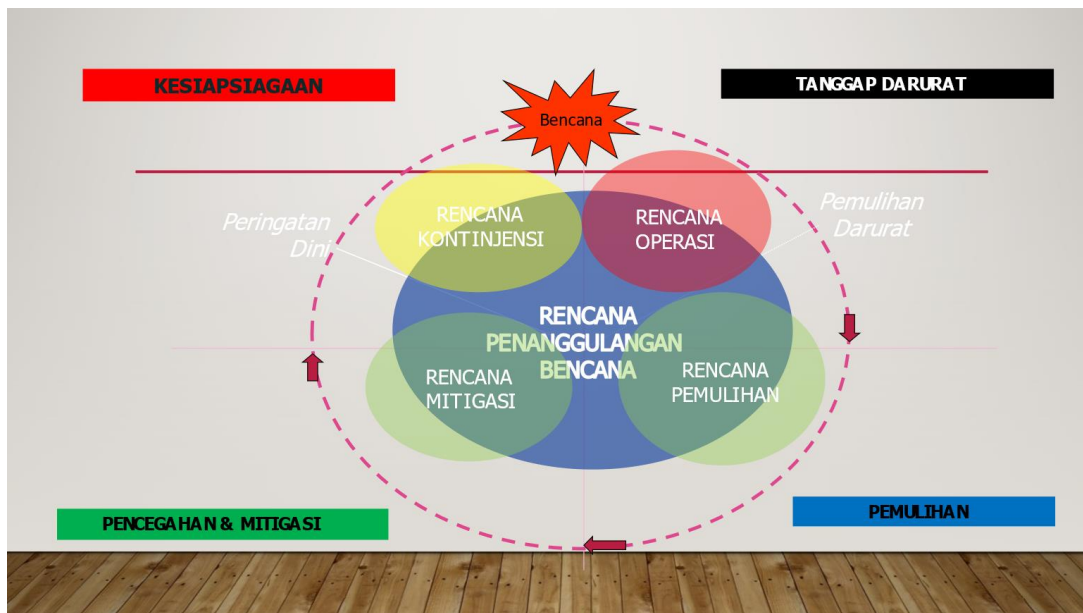 KESIAPSIAGAAN
TANGGAP DARURAT
Bencana
Peringatan
Dini
RENCANA
KONTINJENSI
RENCANA
OPERASI
Pemulihan
Darurat
RENCANA
PENANGGULANGAN
BENCANA
RENCANA
MITIGASI
RENCANA
PEMULIHAN
PENCEGAHAN & MITIGASI
PEMULIHAN